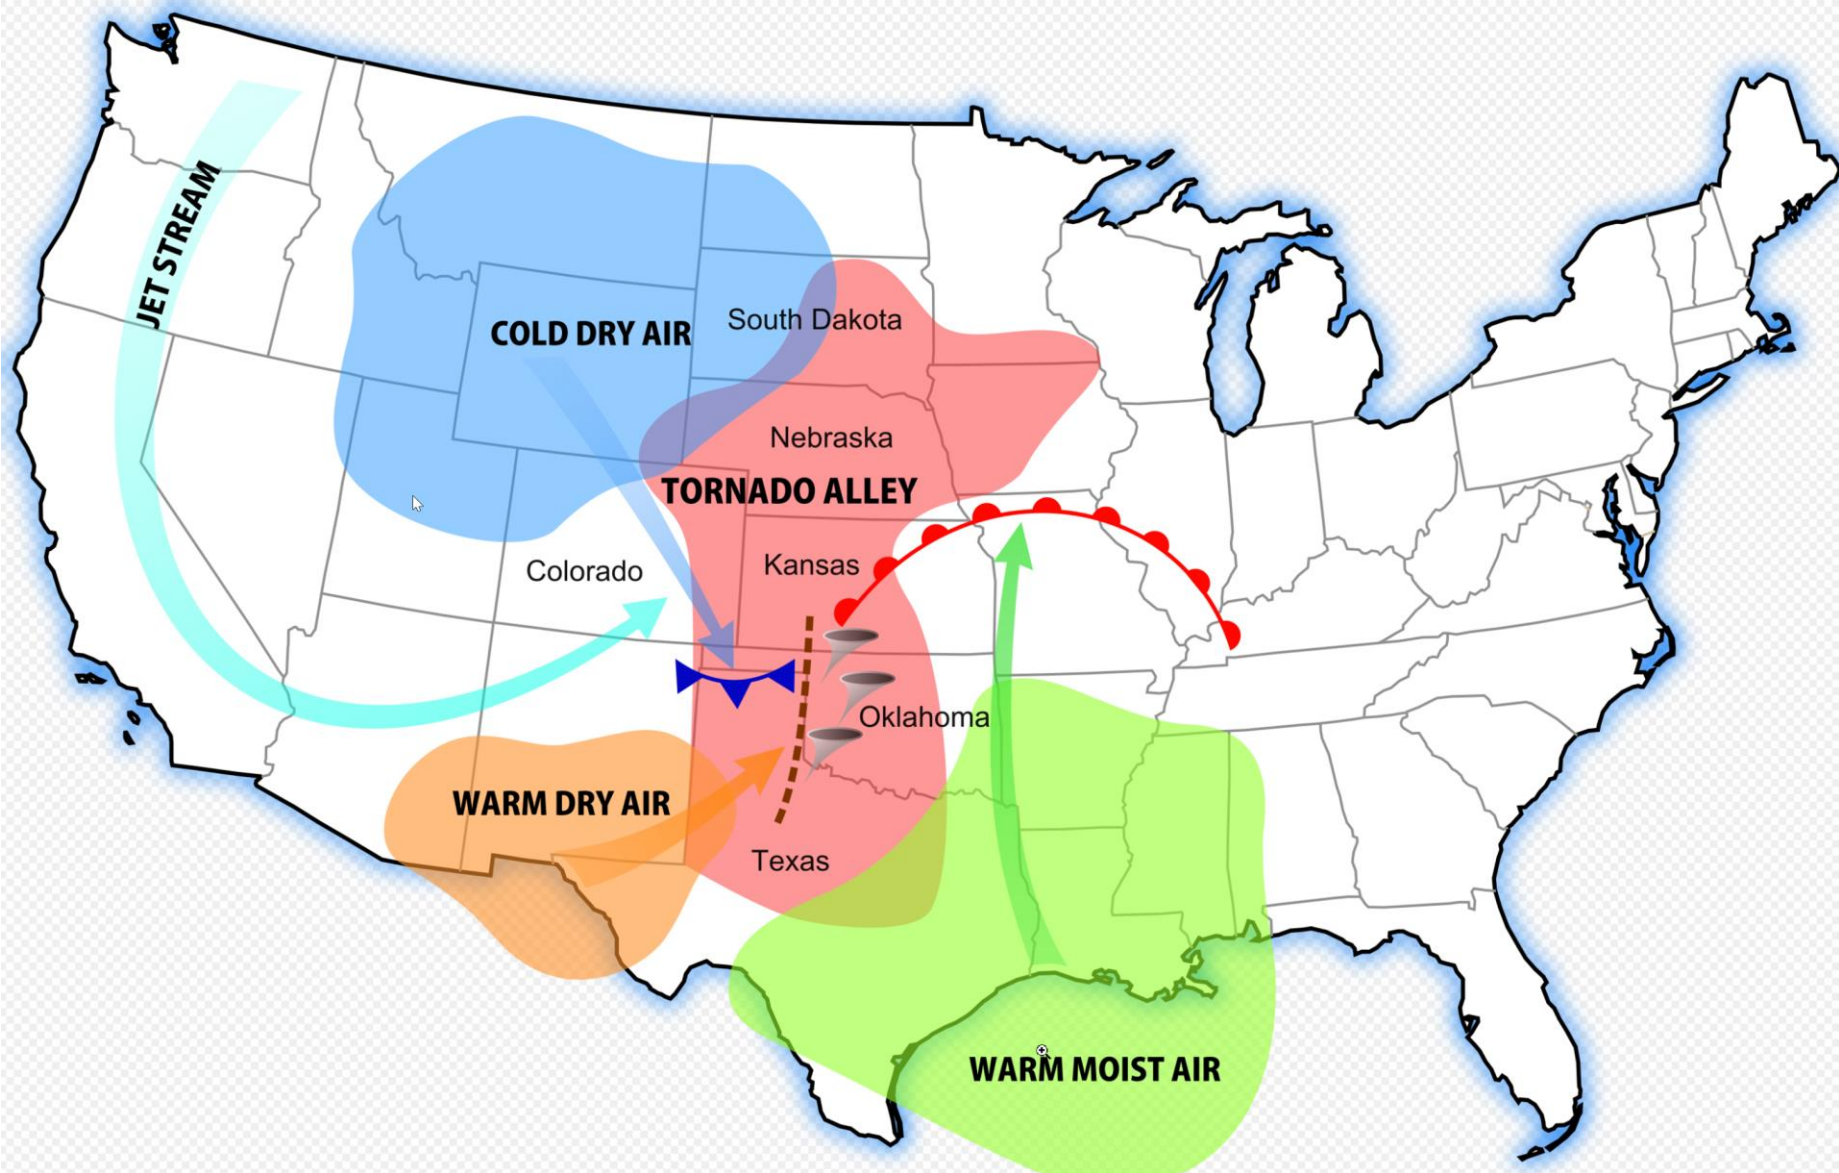 JET STREAM
COLD DRY AIR
South Dakota
Nebraska
TORNADO ALLEY
Colorado
Kansas
Oklahoma
WARM DRY AIR
Texas
WARM MOIST AIR